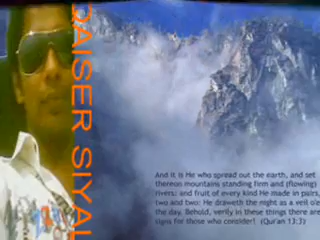 QAISER SIYAL
And it is He who spread out the earth, and set
thereon mountains standing firm and (flowing)
rivers: and fruit of every kind He made in pairs,
two and two: He draweth the night as a veil o'er
the day. Behold, verily in these things there are
signs for those who consider! (Qur'an 13:3)